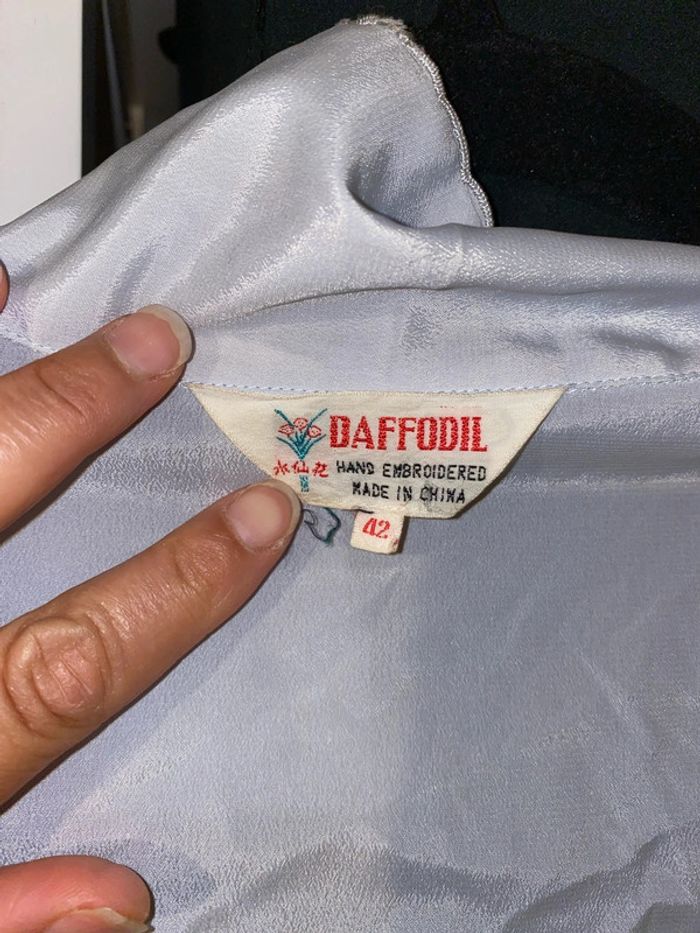 DAFFODIL
水仙花 HAND EMBROIDERED
MADE IN CHINA
42